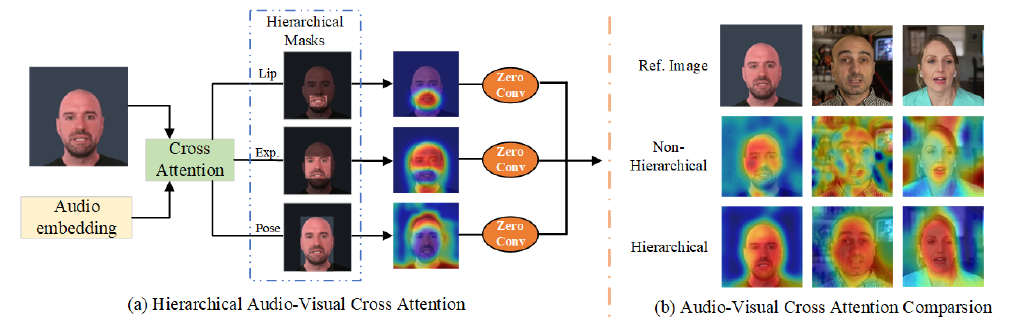 Hierarchical
Masks
Lip
Exp.
Pose
Cross
Attention
Audio
embedding
Zero
Conv
Zero
Conv
Zero
Conv
(a) Hierarchical Audio-Visual Cross Attention
Ref. Image
Non-
Hierarchical
Hierarchical
(b) Audio-Visual Cross Attention Comparsion